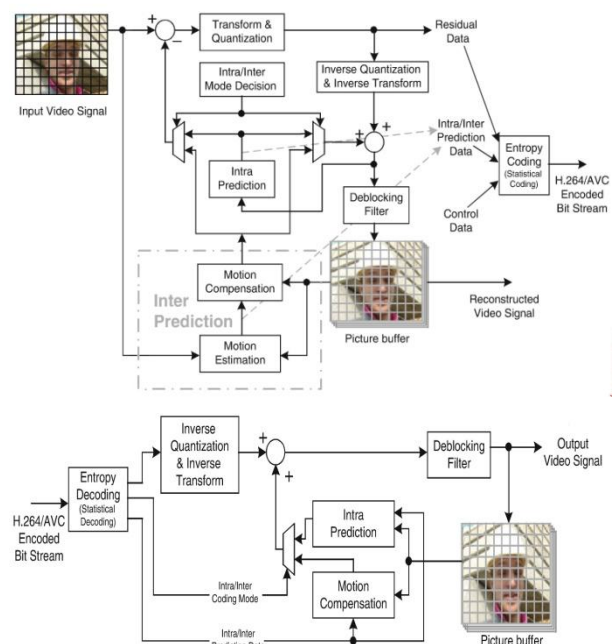 Transform &
Quantization
Residual
Data
Intra/Inter
Mode Decision
Inverse Quantization
& Inverse Transform
Input Video Signal
Intra/Inter
Prediction
Data
Entropy
Coding
(Statistical
Coding)
Intra
Prediction
H.264/AVC
Encoded
Bit Stream
Deblocking
Filter
Control
Data
Motion
Compensation
Inter
Prediction
Reconstructed
Video Signal
Motion
Estimation
Picture buffer
Inverse
Quantization
& Inverse
Transform
Deblocking
Filter
Output
Video Signal
Entropy
Decoding
(Statistical
Decoding)
H.264/AVC
Encoded
Bit Stream
Intra
Prediction
Motion
Compensation
Intra/Inter
Coding Mode
Intra/Inter
Picture buffer